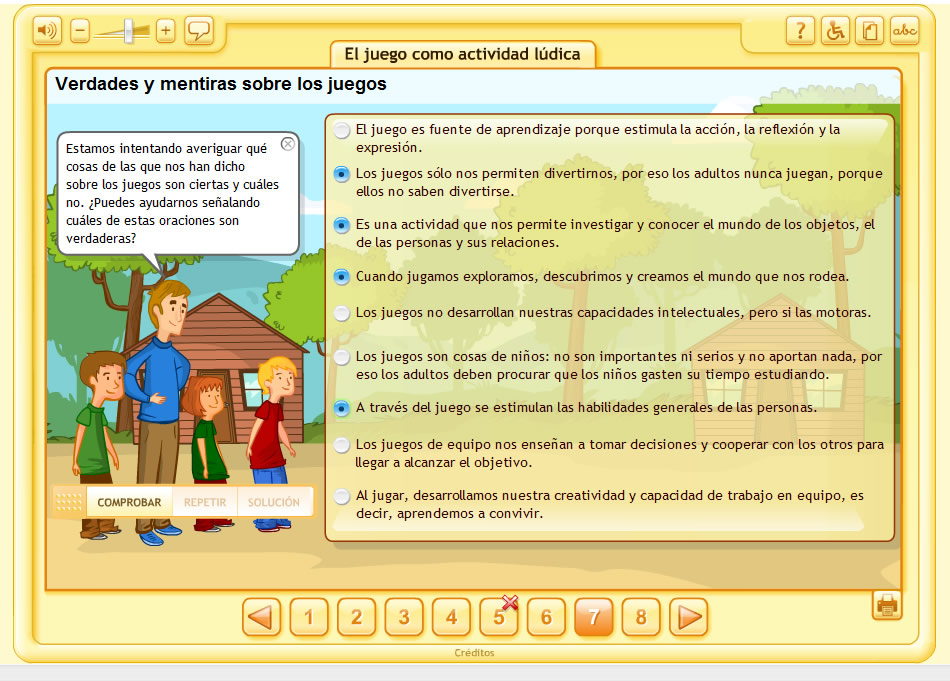 abc
El juego como actividad lúdica
Verdades y mentiras sobre los juegos
Estamos intentando averiguar qué
cosas de las que nos han dicho
sobre los juegos son ciertas y cuáles
no. ¿Puedes ayudarnos señalando
cuáles de estas oraciones son
verdaderas?
El juego es fuente de aprendizaje porque estimula la acción, la reflexión y la
expresión.
Los juegos sólo nos permiten divertirnos, por eso los adultos nunca juegan, porque
ellos no saben divertirse.
Es una actividad que nos permite investigar y conocer el mundo de los objetos, el
de las personas y sus relaciones.
Cuando jugamos exploramos, descubrimos y creamos el mundo que nos rodea.
Los juegos no desarrollan nuestras capacidades intelectuales, pero si las motoras.
Los juegos son cosas de niños: no son importantes ni serios y no aportan nada, por
eso los adultos deben procurar que los niños gasten su tiempo estudiando.
A través del juego se estimulan las habilidades generales de las personas.
Los juegos de equipo nos enseñan a tomar decisiones y cooperar con los otros para
llegar a alcanzar el objetivo.
Al jugar, desarrollamos nuestra creatividad y capacidad de trabajo en equipo, es
decir, aprendemos a convivir.
COMPROBAR REPETIR SOLUCIÓN
1 2 3 4 5 6 7 8
Créditos